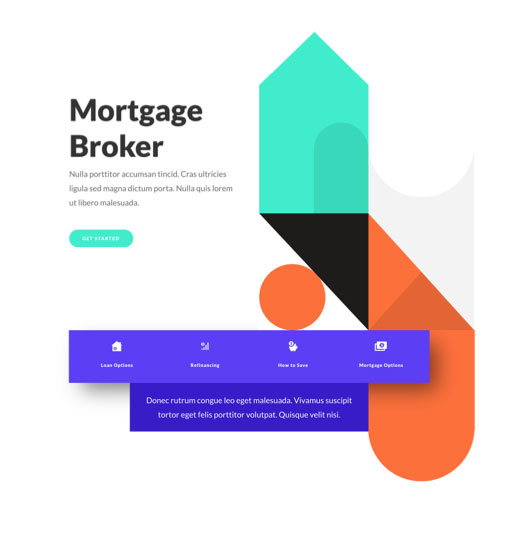 Mortgage
Broker
Nulla porttitor accumsan tincid. Cras ultricies
ligula sed magna dictum porta. Nulla quis lorem
ut libero malesuada.
GET STARTED
Loan Options
Refinancing
How to Save
Mortgage Options
Donec rutrum congue leo eget malesuada. Vivamus suscipit
tortor eget felis porttitor volutpat. Quisque velit nisi.